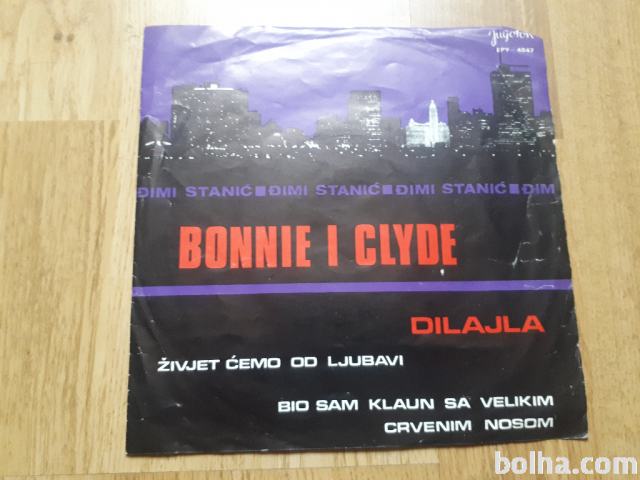 Jugoton
EPY - 4047
ĐIMI STANIĆ ■ ĐIMI STANIĆ ■ ĐIMI STANIĆ ■ ĐIM
BONNIE I CLYDE
DILAJLA
ŽIVJET ĆEMO OD LJUBAVI
BIO SAM KLAUN SA VELIKIM
CRVENIM NOSOM
bolha.com